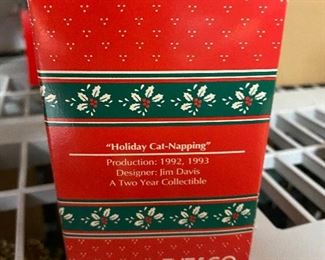 "Holiday Cat-Napping"
Production: 1992, 1993
Designer: Jim Davis
A Two Year Collectible